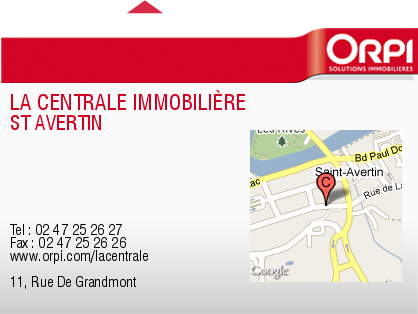 ORPI
SOLUTIONS IMMOBILIÈRES
LA CENTRALE IMMOBILIÈRE
ST AVERTIN
Les Rives
Bd Paul Do
Saint-Avertin
ac
C
Rue de La
Google
Tel : 02 47 25 26 27
Fax : 02 47 25 26 26
www.orpi.com/lacentrale
11, Rue De Grandmont